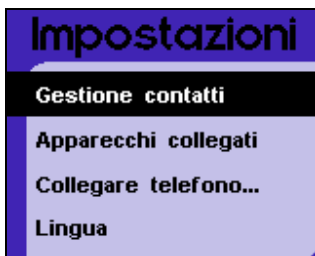 Impostazioni
Gestione contatti
Apparecchi collegati
Collegare telefono...
Lingua